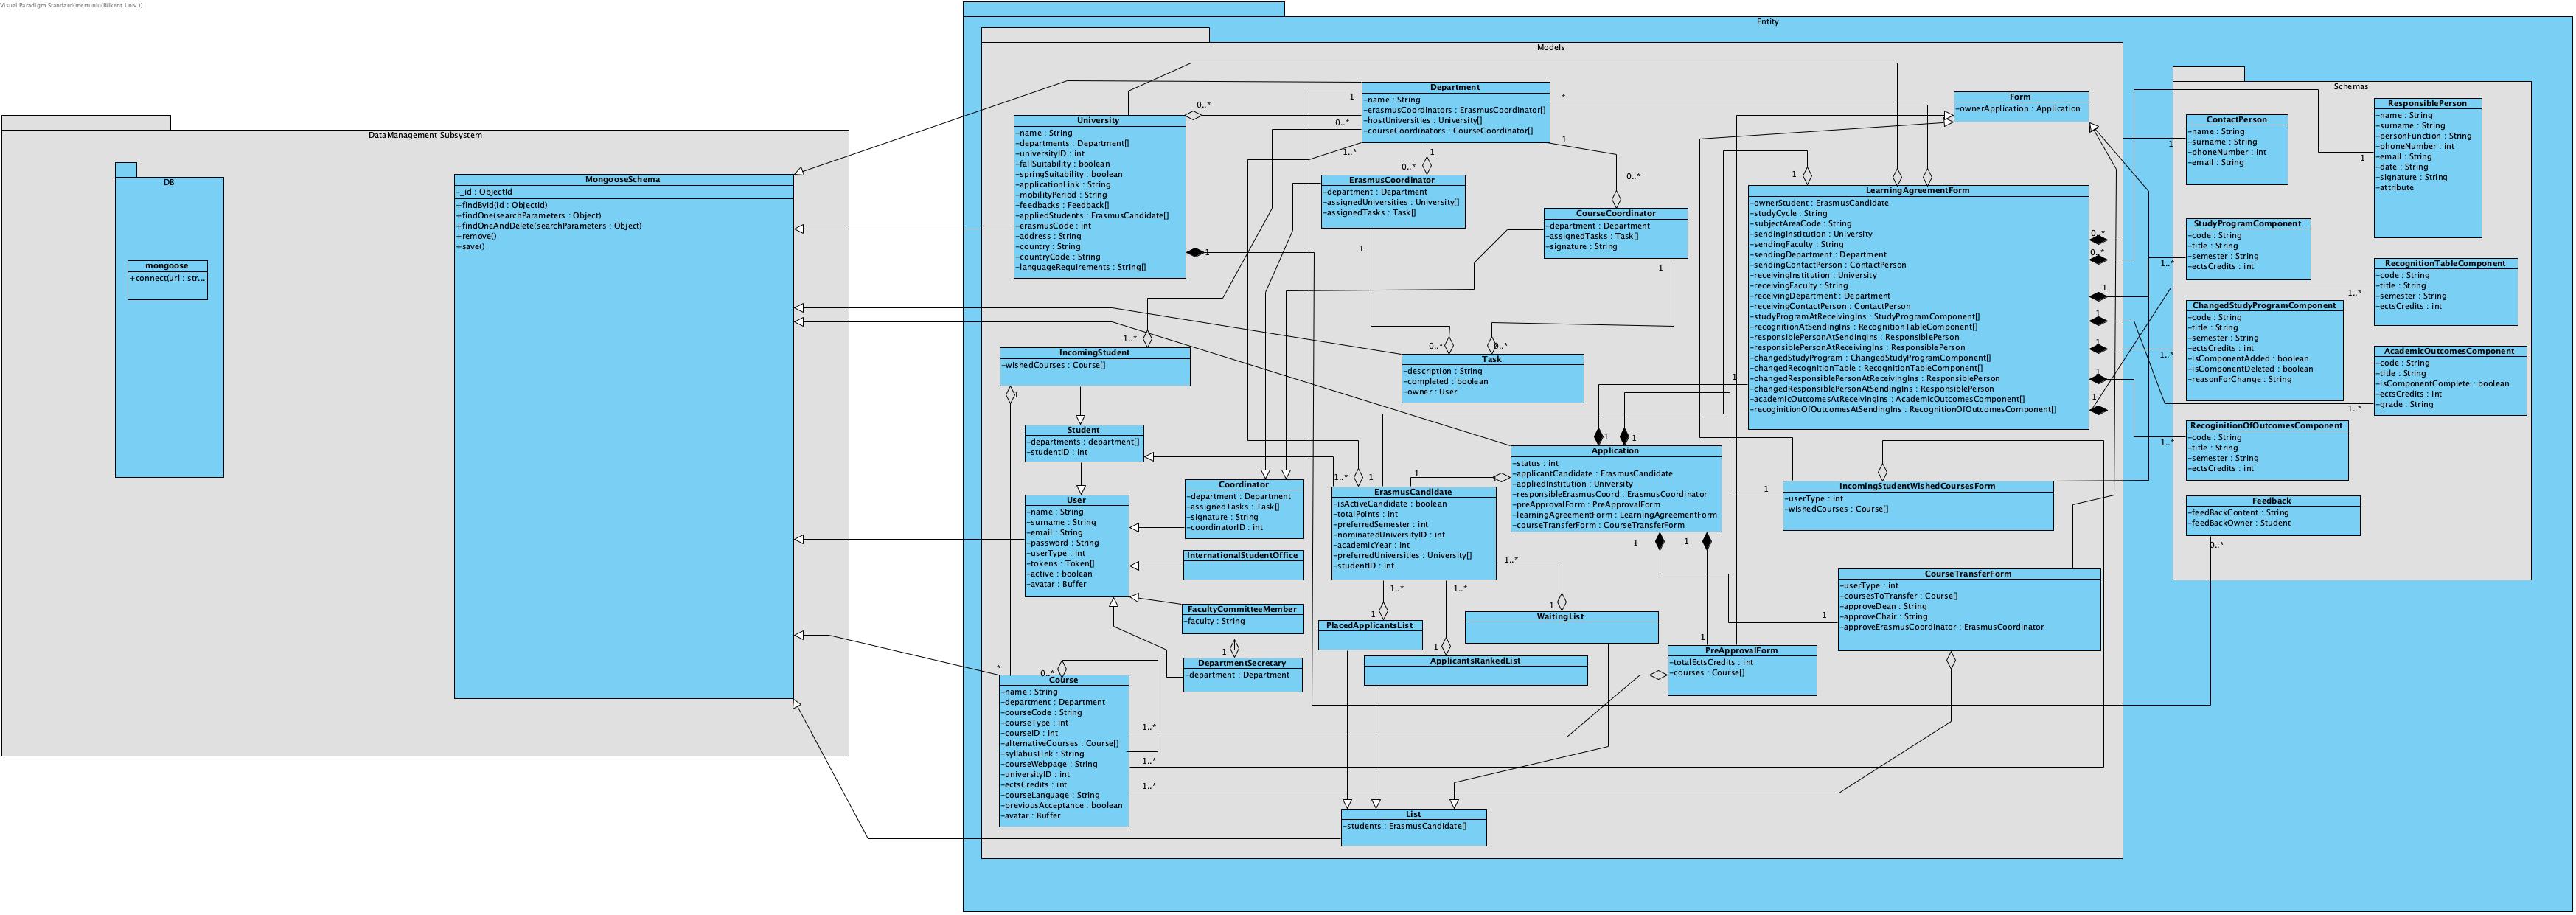 Visual Paradigm Standard(mertunlu(Bilkent Univ.))
Entity
Models
Schemas
DataManagement Subsystem
DB
mongoose
+connect(url : str...
MongooseSchema
-_id : ObjectId
+findById(id : ObjectId)
+findOne(searchParameters : Object)
+findOneAndDelete(searchParameters : Object)
+remove()
+save()
University
-name : String
-departments : Department[]
-universityID : int
-fallSuitability : boolean
-springSuitability : boolean
-applicationLink : String
-mobilityPeriod : String
-feedbacks : Feedback[]
-appliedStudents : ErasmusCandidate[]
-erasmusCode : int
-address : String
-country : String
-countryCode : String
-languageRequirements : String[]
0..*
1
Department
-name : String
-erasmusCoordinators : ErasmusCoordinator[]
-hostUniversities : University[]
-courseCoordinators : CourseCoordinator[]
1
0..*
1..*
1
0..*
*
1
0..*
ErasmusCoordinator
-department : Department
-assignedUniversities : University[]
-assignedTasks : Task[]
1
CourseCoordinator
-department : Department
-assignedTasks : Task[]
-signature : String
1
Form
-ownerApplication : Application
LearningAgreementForm
-ownerStudent : ErasmusCandidate
-studyCycle : String
-subjectAreaCode : String
-sendingInstitution : University
-sendingFaculty : String
-sendingDepartment : Department
-sendingContactPerson : ContactPerson
-receivingInstitution : University
-receivingFaculty : String
-receivingDepartment : Department
-receivingContactPerson : ContactPerson
-studyProgramAtReceivingIns : StudyProgramComponent[]
-recognitionAtSendingIns : RecognitionTableComponent[]
-responsiblePersonAtSendingIns : ResponsiblePerson
-responsiblePersonAtReceivingIns : ResponsiblePerson
-changedStudyProgram : ChangedStudyProgramComponent[]
-changedRecognitionTable : RecognitionTableComponent[]
-changedResponsiblePersonAtReceivingIns : ResponsiblePerson
-changedResponsiblePersonAtSendingIns : ResponsiblePerson
-academicOutcomesAtReceivingIns : AcademicOutcomesComponent[]
-recoginitionOfOutcomesAtSendingIns : RecognitionOfOutcomesComponent[]
1
0..*
0..*
1
1
1
1
1
1
ContactPerson
-name : String
-surname : String
-phoneNumber : int
-email : String
1
ResponsiblePerson
-name : String
-surname : String
-personFunction : String
-phoneNumber : int
-email : String
-date : String
-signature : String
-attribute
1
StudyProgramComponent
-code : String
-title : String
-semester : String
-ectsCredits : int
1..*
RecognitionTableComponent
-code : String
-title : String
-semester : String
-ectsCredits : int
1..*
ChangedStudyProgramComponent
-code : String
-title : String
-semester : String
-ectsCredits : int
-isComponentAdded : boolean
-isComponentDeleted : boolean
-reasonForChange : String
1..*
AcademicOutcomesComponent
-code : String
-title : String
-isComponentComplete : boolean
-ectsCredits : int
-grade : String
1..*
RecoginitionOfOutcomesComponent
-code : String
-title : String
-semester : String
-ectsCredits : int
1..*
Feedback
-feedBackContent : String
-feedBackOwner : Student
0..*
IncomingStudent
-wishedCourses : Course[]
1..*
1
Task
-description : String
-completed : boolean
-owner : User
0..*
0..*
Student
-departments : department[]
-studentID : int
User
-name : String
-surname : String
-email : String
-password : String
-userType : int
-tokens : Token[]
-active : boolean
-avatar : Buffer
Coordinator
-department : Department
-assignedTasks : Task[]
-signature : String
-coordinatorID : int
InternationalStudentOffice
FacultyCommitteeMember
-faculty : String
DepartmentSecretary
-department : Department
1
ErasmusCandidate
-isActiveCandidate : boolean
-totalPoints : int
-preferredSemester : int
-nominatedUniversityID : int
-academicYear : int
-preferredUniversities : University[]
-studentID : int
1..*
1
1
1..*
1..*
1..*
Application
-status : int
-applicantCandidate : ErasmusCandidate
-appliedInstitution : University
-responsibleErasmusCoord : ErasmusCoordinator
-preApprovalForm : PreApprovalForm
-learningAgreementForm : LearningAgreementForm
-courseTransferForm : CourseTransferForm
1
1
1
1
1
IncomingStudentWishedCoursesForm
-userType : int
-wishedCourses : Course[]
1
CourseTransferForm
-userType : int
-coursesToTransfer : Course[]
-approveDean : String
-approveChair : String
-approveErasmusCoordinator : ErasmusCoordinator
1
PlacedApplicantsList
1
WaitingList
1
ApplicantsRankedList
1
PreApprovalForm
-totalEctsCredits : int
-courses : Course[]
1
Course
-name : String
-department : Department
-courseCode : String
-courseType : int
-courseID : int
-alternativeCourses : Course[]
-syllabusLink : String
-courseWebpage : String
-universityID : int
-ectsCredits : int
-courseLanguage : String
-previousAcceptance : boolean
-avatar : Buffer
*
0..*
1..*
1..*
1..*
List
-students : ErasmusCandidate[]